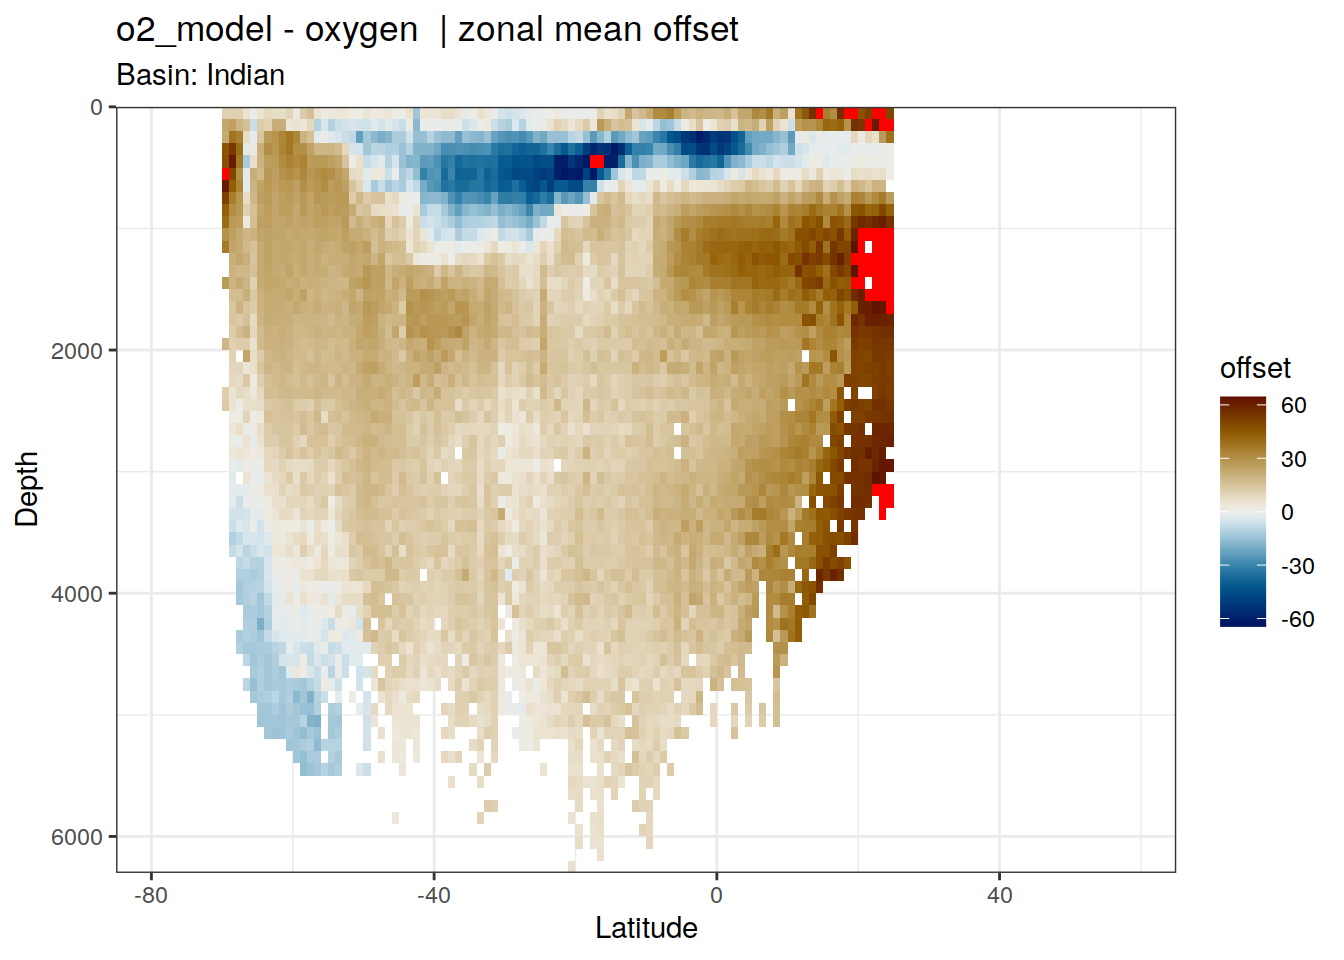 o2_model - oxygen  | zonal mean offset
Basin: Indian
0
2000
4000
6000
Depth
-80
-40
0
40
Latitude
offset
60
30
0
-30
-60